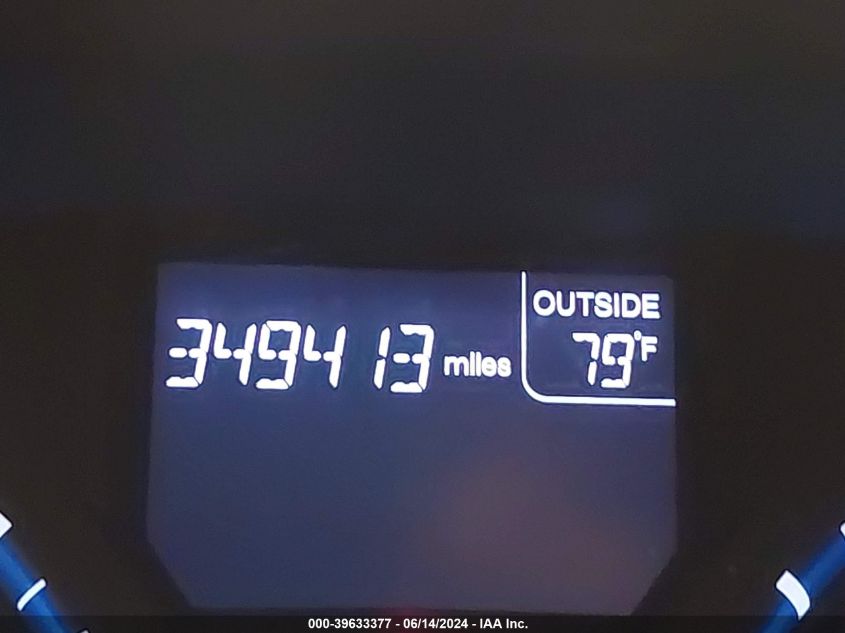 349413 miles
OUTSIDE
79°F
000-39633377 - 06/14/2024 - IAA Inc.